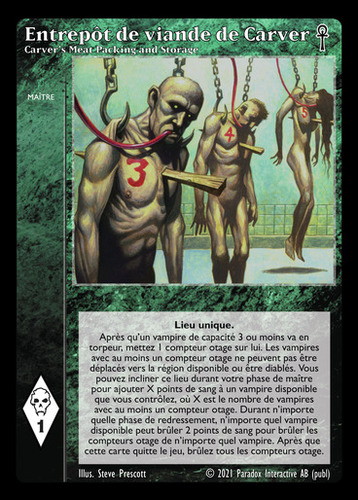 Entrepôt de viande de Carver
Carver's Meat Packing and Storage
MAÎTRE
3
4
5
Lieu unique.
Après qu'un vampire de capacité 3 ou moins va en
torpeur, mettez 1 compteur otage sur lui. Les vampires
avec au moins un compteur otage ne peuvent pas être
déplacés vers la région disponible ou être diablés. Vous
pouvez incliner ce lieu durant votre phase de maître
pour ajouter X points de sang à un vampire disponible
que vous contrôlez, où X est le nombre de vampires
avec au moins un compteur otage. Durant n'importe
quelle phase de redressement, n'importe quel vampire
disponible peut brûler 2 points de sang pour brûler les
compteurs otage de n'importe quel vampire. Après que
cette carte quitte le jeu, brûlez tout les compteurs otage.
1
Illus. Steve Prescott
© 2021 Paradox Interactive AB (publ)